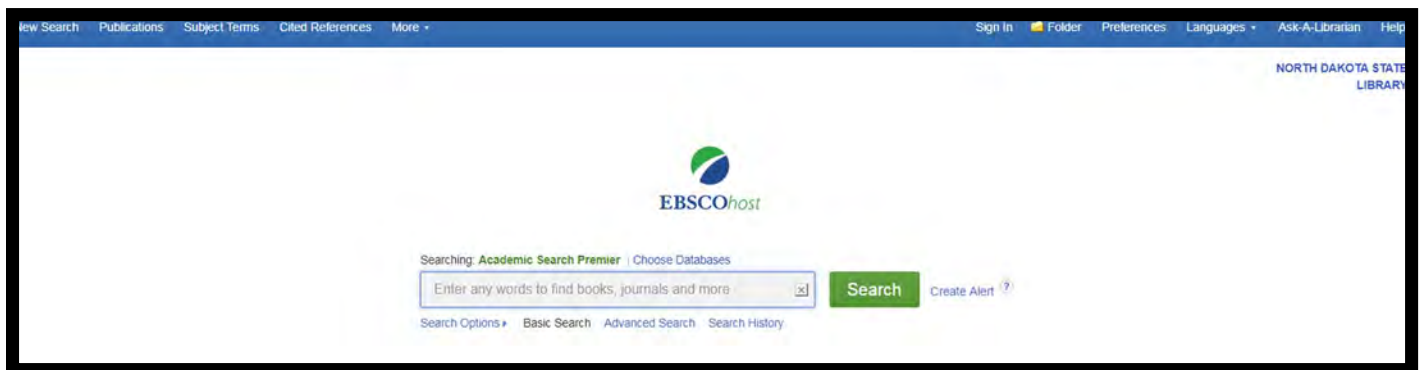 New Search Publications Subject Terms Cited References More Sign In Folder Preferences Languages Ask-A-Librarian Help
NORTH DAKOTA STATE
LIBRARY
EBSCOhost
Searching: Academic Search Premier | Choose Databases
Enter any words to find books, journals and more x Search Create Alert ?
Search Options Basic Search Advanced Search Search History